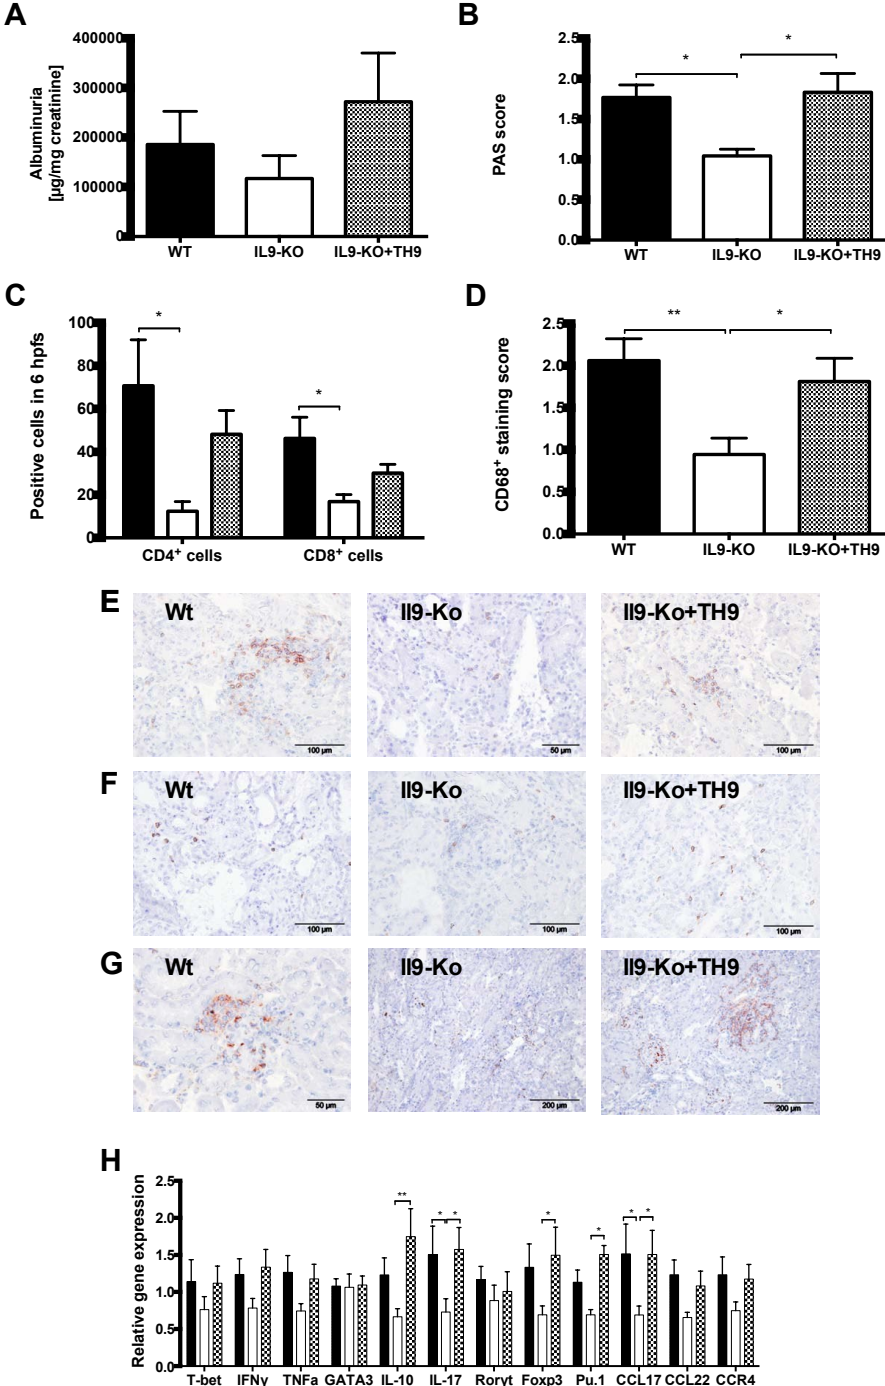 A
Albuminuria
[µg/mg creatinine]
400000
300000
200000
100000
0
WT IL9-KO IL9-KO+TH9
B
PAS score
2.5
2.0
1.5
1.0
0.5
0.0
* *
WT IL9-KO IL9-KO+TH9
C
Positive cells in 6 hpfs
100
80
60
40
20
0
* *
CD4+ cells CD8+ cells
D
CD68+ staining score
2.5
2.0
1.5
1.0
0.5
0.0
** *
WT IL9-KO IL9-KO+TH9
E
Wt Il9-Ko Il9-Ko+TH9
100 µm 50 µm 100 µm
F
Wt Il9-Ko Il9-Ko+TH9
100 µm 100 µm 100 µm
G
Wt Il9-Ko Il9-Ko+TH9
50 µm 200 µm 200 µm
H
Relative gene expression
2.5
2.0
1.5
1.0
0.5
0.0
** * * * * * *
T-bet IFNγ TNFa GATA3 IL-10 IL-17 Roryt Foxp3 Pu.1 CCL17 CCL22 CCR4